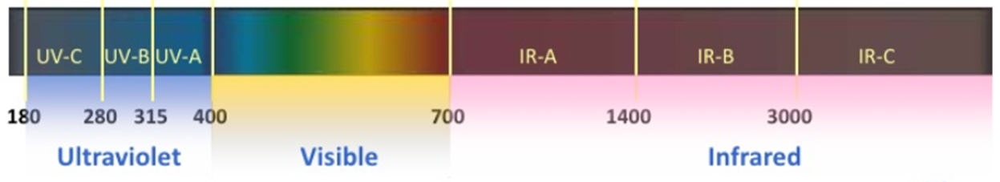 UV-C UV-B UV-A IR-A IR-B IR-C
180 280 315 400 700 1400 3000
Ultraviolet Visible Infrared